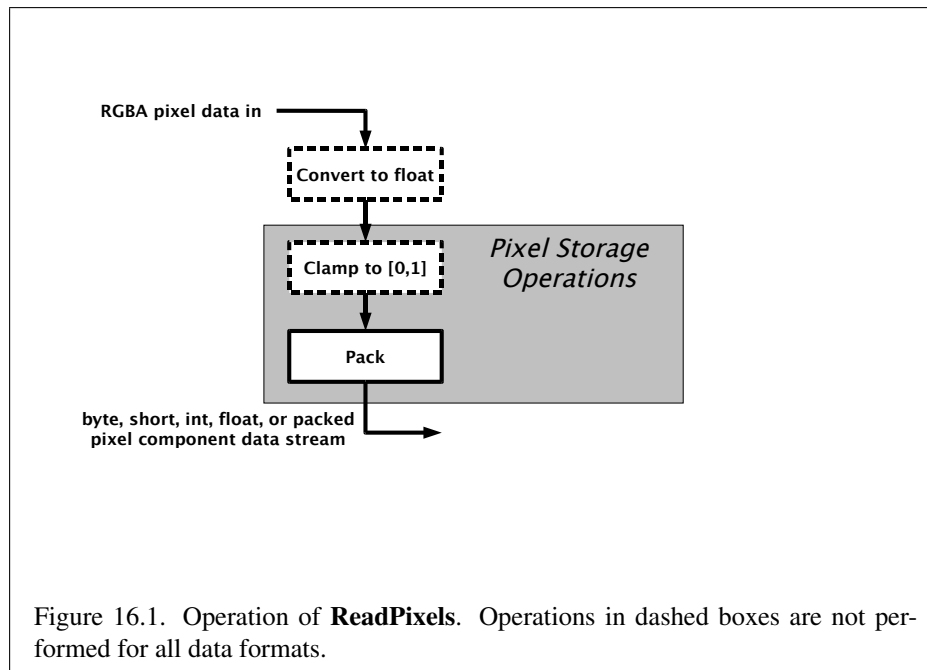 RGBA pixel data in
Convert to float
Pixel Storage
Operations
Clamp to [0,1]
Pack
byte, short, int, float, or packed
pixel component data stream
Figure 16.1. Operation of ReadPixels. Operations in dashed boxes are not per-
formed for all data formats.